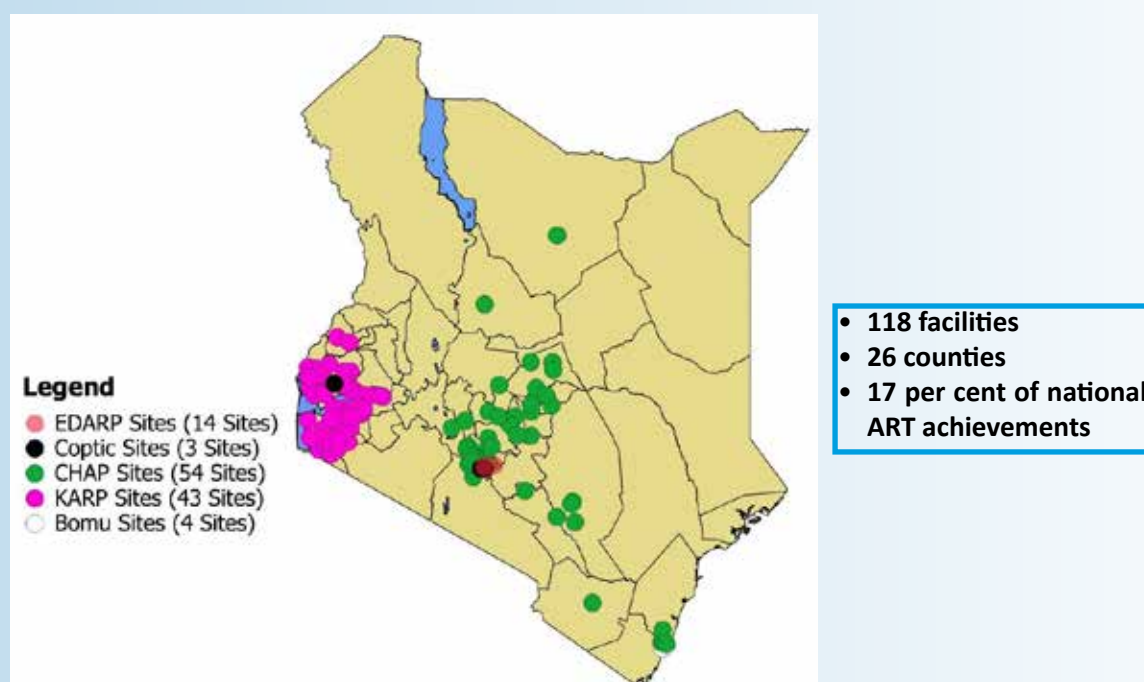 Legend
EDARP Sites (14 Sites)
Coptic Sites (3 Sites)
CHAP Sites (54 Sites)
KARP Sites (43 Sites)
Bomu Sites (4 Sites)
• 118 facilities
• 26 counties
• 17 per cent of national
ART achievements